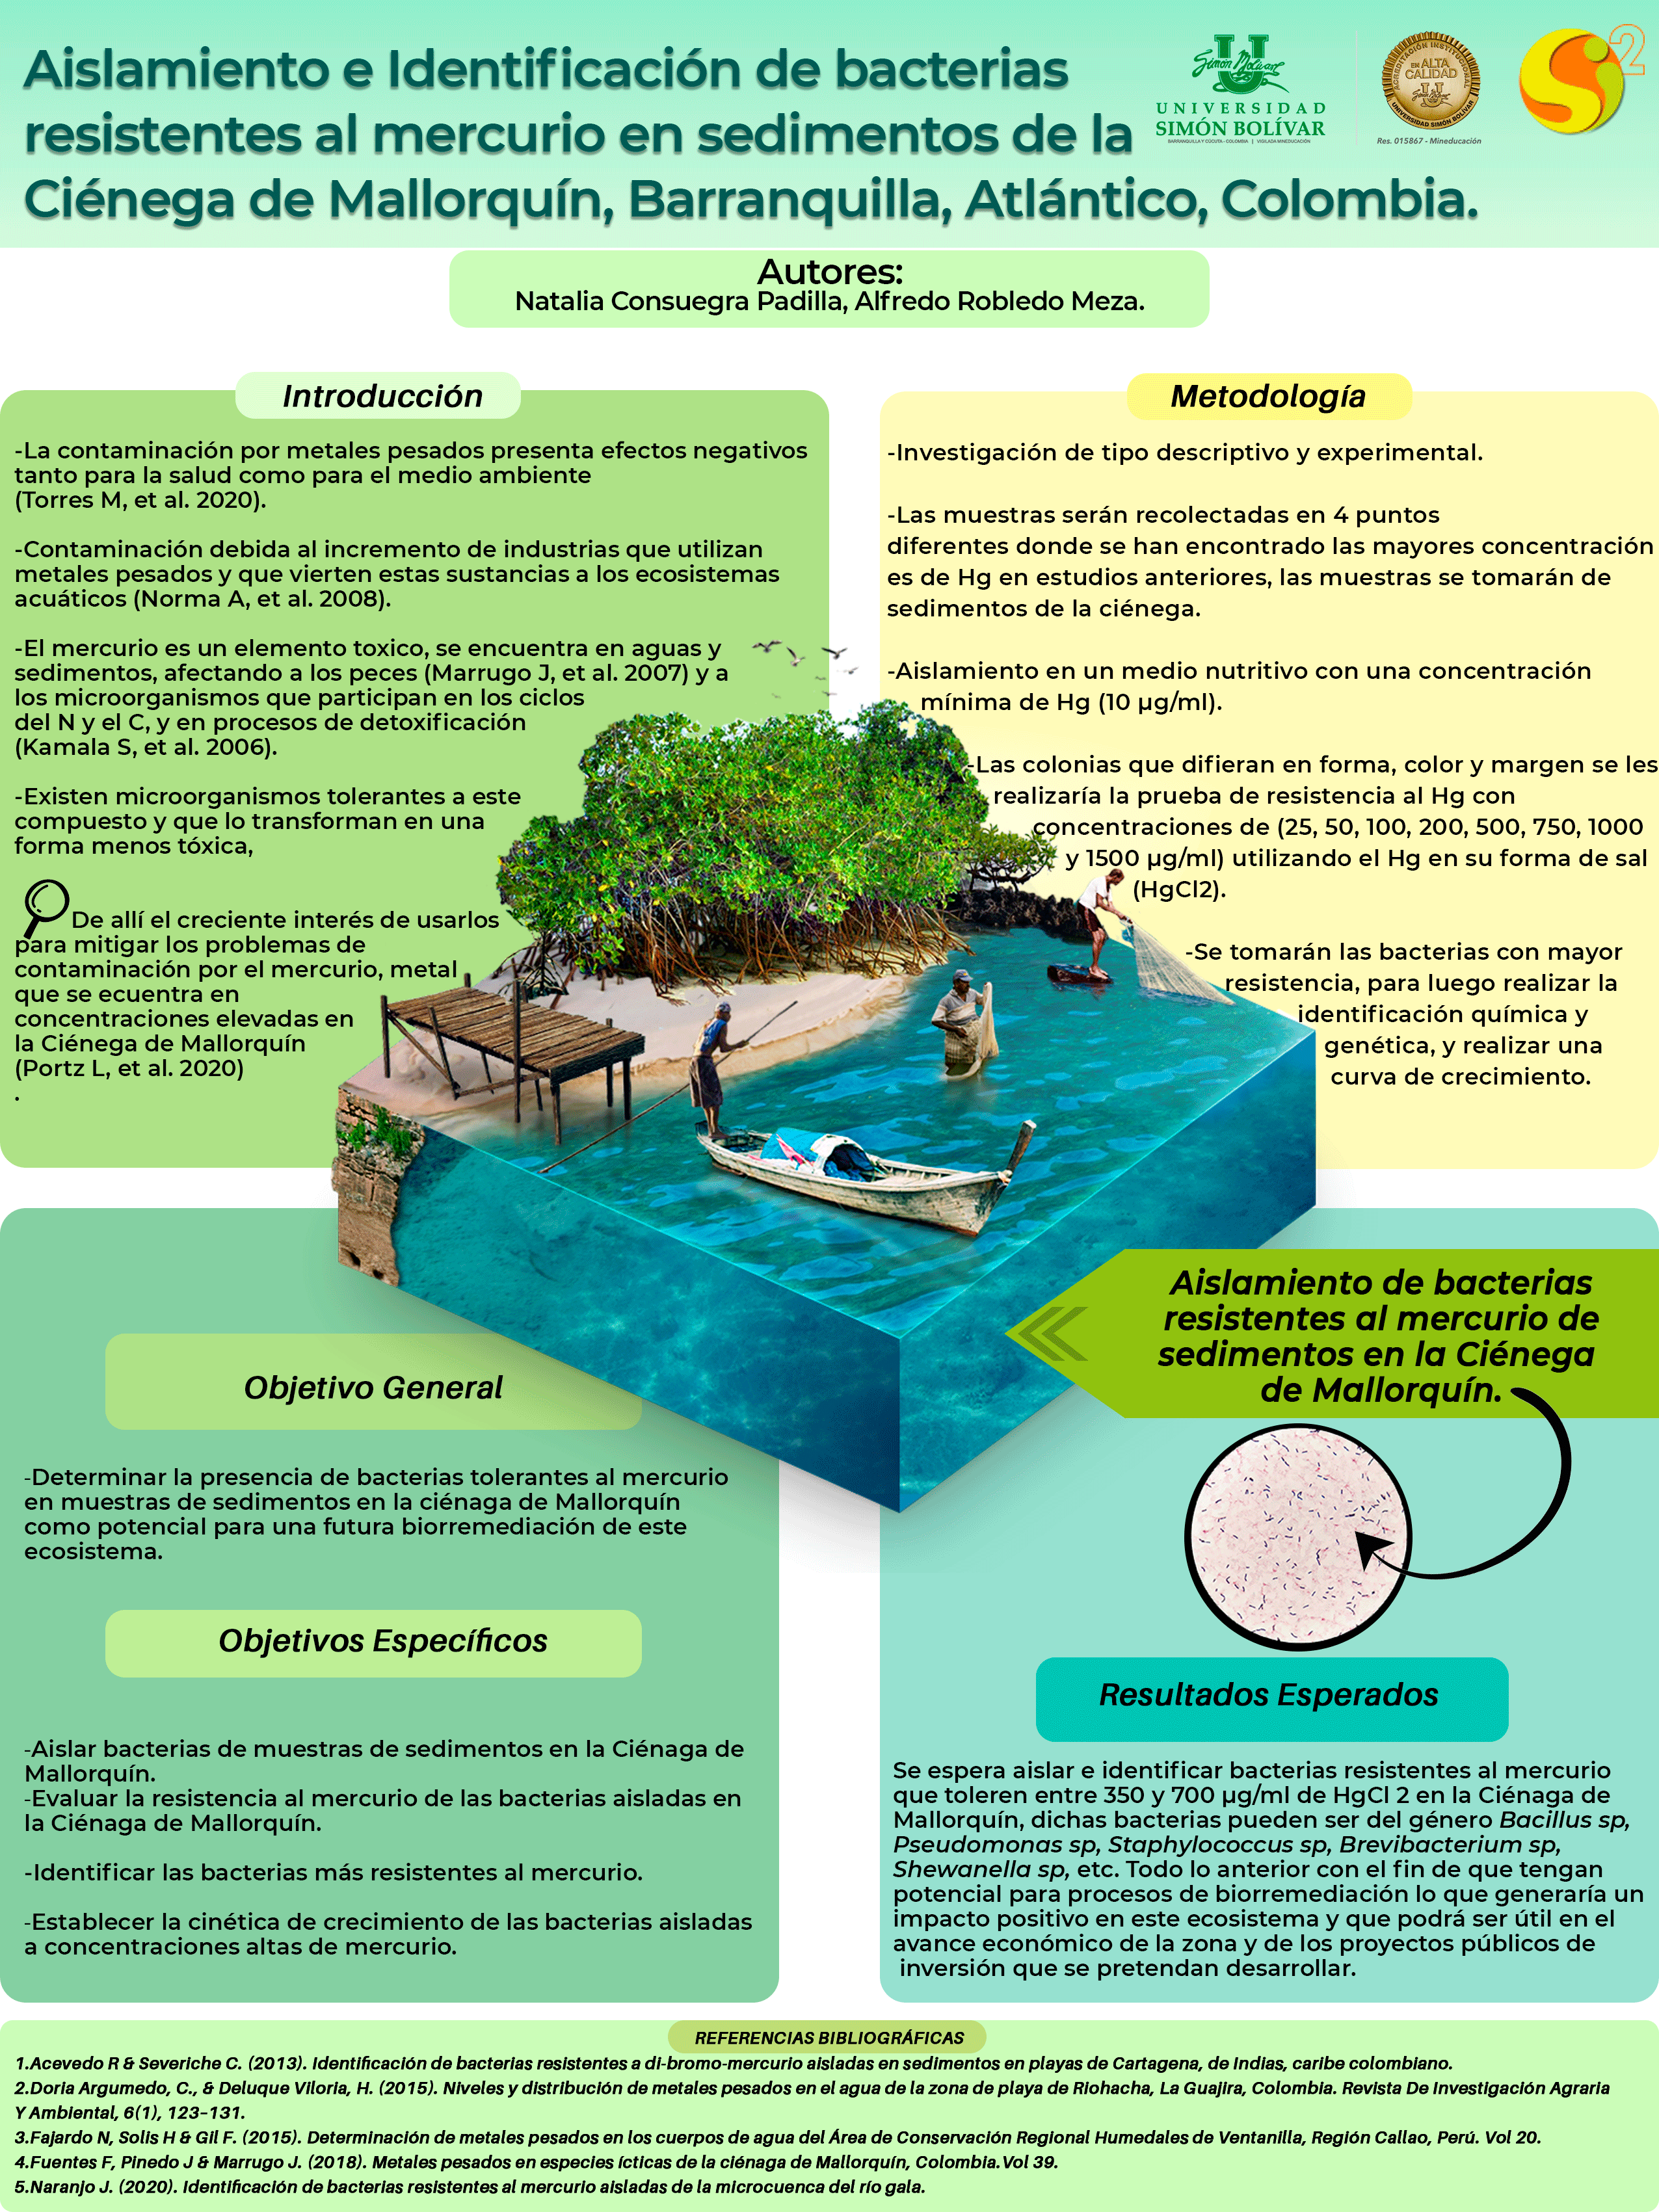 Aislamiento e Identificación de bacterias
resistentes al mercurio en sedimentos de la
Ciénega de Mallorquín, Barranquilla, Atlántico, Colombia.
Simón Bolívar
UNIVERSIDAD
SIMÓN BOLÍVAR
BARRANQUILLA Y CÚCUTA - COLOMBIA | VIGILADA MINEDUCACIÓN
ACREDITACIÓN INSTITUCIONAL
EN ALTA
CALIDAD
UNIVERSIDAD SIMÓN BOLÍVAR
Res. 015867 - Mineducación
Si2
Autores:
Natalia Consuegra Padilla, Alfredo Robledo Meza.
Introducción
-La contaminación por metales pesados presenta efectos negativos
tanto para la salud como para el medio ambiente
(Torres M, et al. 2020).
-Contaminación debida al incremento de industrias que utilizan
metales pesados y que vierten estas sustancias a los ecosistemas
acuáticos (Norma A, et al. 2008).
-El mercurio es un elemento toxico, se encuentra en aguas y
sedimentos, afectando a los peces (Marrugo J, et al. 2007) y a
los microorganismos que participan en los ciclos
del N y el C, y en procesos de detoxificación
(Kamala S, et al. 2006).
-Existen microorganismos tolerantes a este
compuesto y que lo transforman en una
forma menos tóxica,
De allí el creciente interés de usarlos
para mitigar los problemas de
contaminación por el mercurio, metal
que se ecuentra en
concentraciones elevadas en
la Ciénega de Mallorquín
(Portz L, et al. 2020)
.
Metodología
-Investigación de tipo descriptivo y experimental.
-Las muestras serán recolectadas en 4 puntos
diferentes donde se han encontrado las mayores concentración
es de Hg en estudios anteriores, las muestras se tomarán de
sedimentos de la ciénega.
-Aislamiento en un medio nutritivo con una concentración
mínima de Hg (10 µg/ml).
-Las colonias que difieran en forma, color y margen se les
realizaría la prueba de resistencia al Hg con
concentraciones de (25, 50, 100, 200, 500, 750, 1000
y 1500 µg/ml) utilizando el Hg en su forma de sal
(HgCl2).
-Se tomarán las bacterias con mayor
resistencia, para luego realizar la
identificación química y
genética, y realizar una
curva de crecimiento.
Objetivo General
-Determinar la presencia de bacterias tolerantes al mercurio
en muestras de sedimentos en la ciénaga de Mallorquín
como potencial para una futura biorremediación de este
ecosistema.
Objetivos Específicos
-Aislar bacterias de muestras de sedimentos en la Ciénaga de
Mallorquín.
-Evaluar la resistencia al mercurio de las bacterias aisladas en
la Ciénaga de Mallorquín.
-Identificar las bacterias más resistentes al mercurio.
-Establecer la cinética de crecimiento de las bacterias aisladas
a concentraciones altas de mercurio.
Aislamiento de bacterias
resistentes al mercurio de
sedimentos en la Ciénega
de Mallorquín.
Resultados Esperados
Se espera aislar e identificar bacterias resistentes al mercurio
que toleren entre 350 y 700 µg/ml de HgCl 2 en la Ciénaga de
Mallorquín, dichas bacterias pueden ser del género Bacillus sp,
Pseudomonas sp, Staphylococcus sp, Brevibacterium sp,
Shewanella sp, etc. Todo lo anterior con el fin de que tengan
potencial para procesos de biorremediación lo que generaría un
impacto positivo en este ecosistema y que podrá ser útil en el
avance económico de la zona y de los proyectos públicos de
inversión que se pretendan desarrollar.
REFERENCIAS BIBLIOGRÁFICAS
1.Acevedo R & Severiche C. (2013). Identificación de bacterias resistentes a di-bromo-mercurio aisladas en sedimentos en playas de Cartagena, de Indias, caribe colombiano.
2.Doria Argumedo, C., & Deluque Viloria, H. (2015). Niveles y distribución de metales pesados en el agua de la zona de playa de Riohacha, La Guajira, Colombia. Revista De Investigación Agraria
Y Ambiental, 6(1), 123–131.
3.Fajardo N, Solis H & Gil F. (2015). Determinación de metales pesados en los cuerpos de agua del Área de Conservación Regional Humedales de Ventanilla, Región Callao, Perú. Vol 20.
4.Fuentes F, Pinedo J & Marrugo J. (2018). Metales pesados en especies ícticas de la ciénaga de Mallorquín, Colombia.Vol 39.
5.Naranjo J. (2020). Identificación de bacterias resistentes al mercurio aisladas de la microcuenca del río gala.